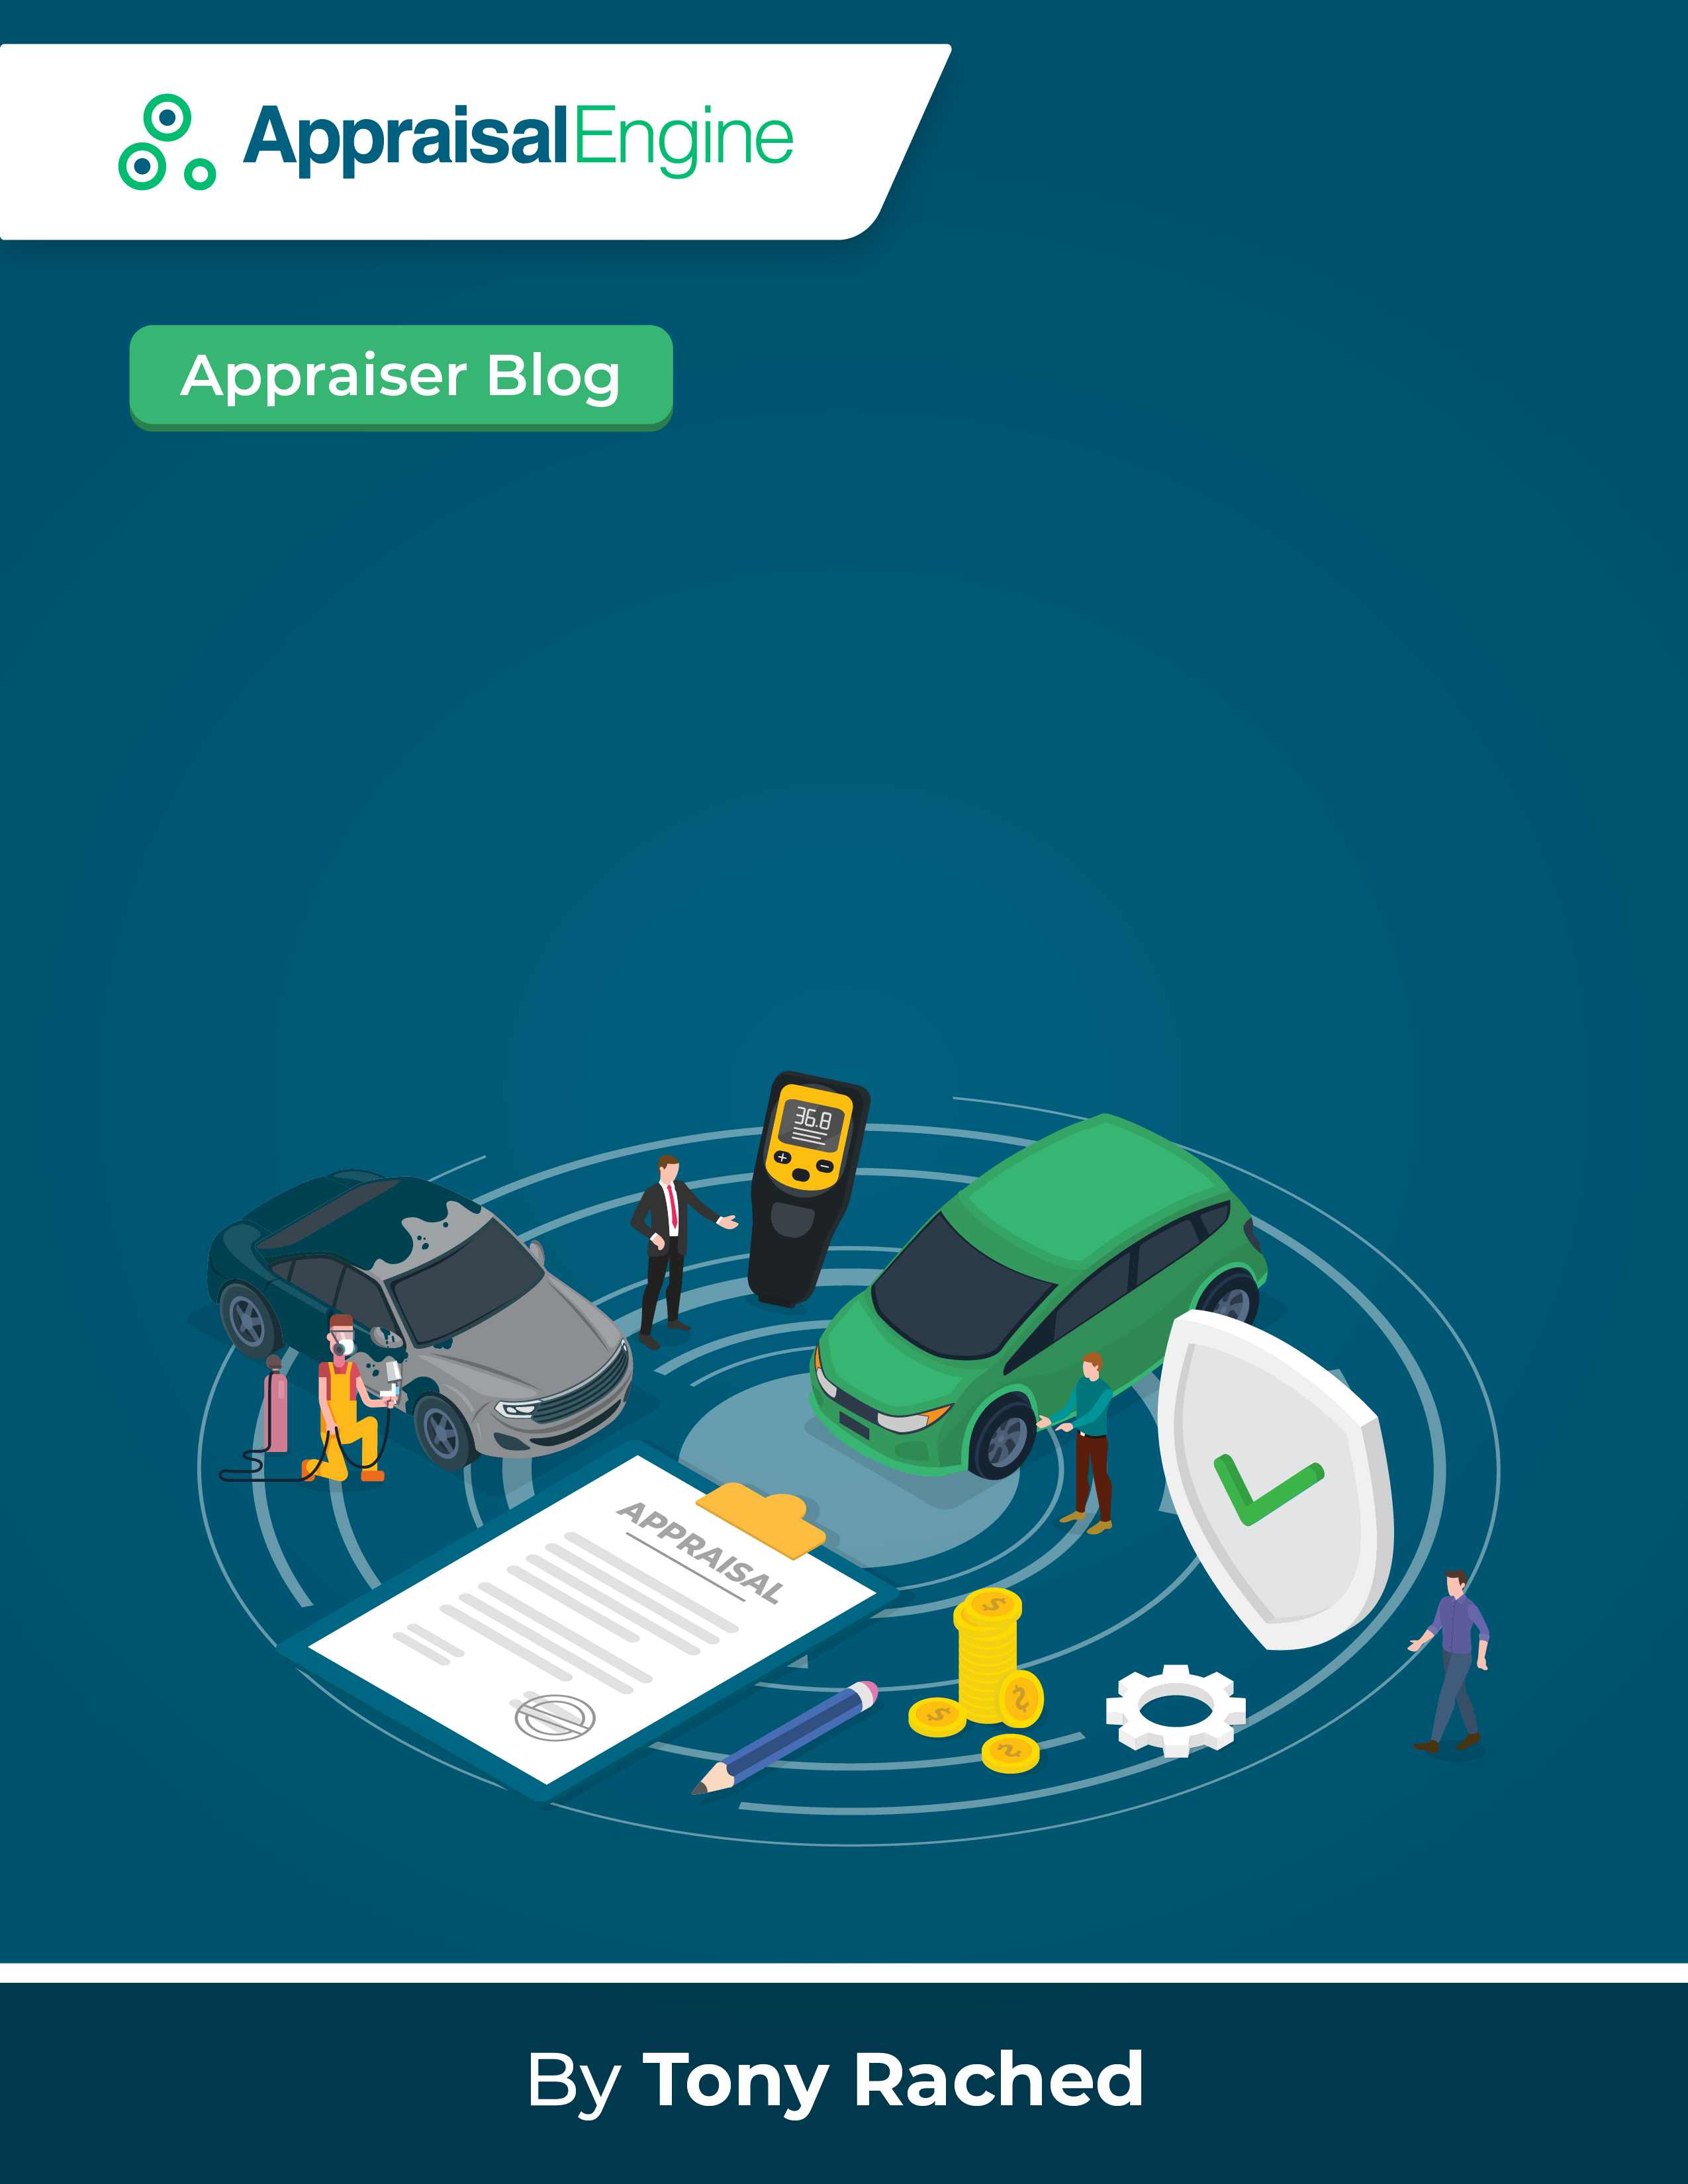 AppraisalEngine
Appraiser Blog
36.8
APPRAISAL
$
$
$
$
By Tony Rached